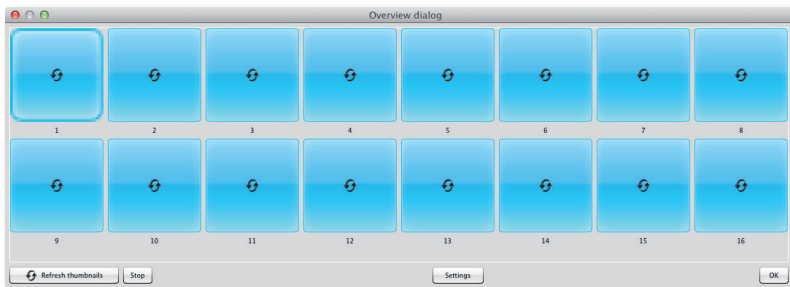 Overview dialog
1 2 3 4 5 6 7 8
9 10 11 12 13 14 15 16
Refresh thumbnails Stop Settings OK